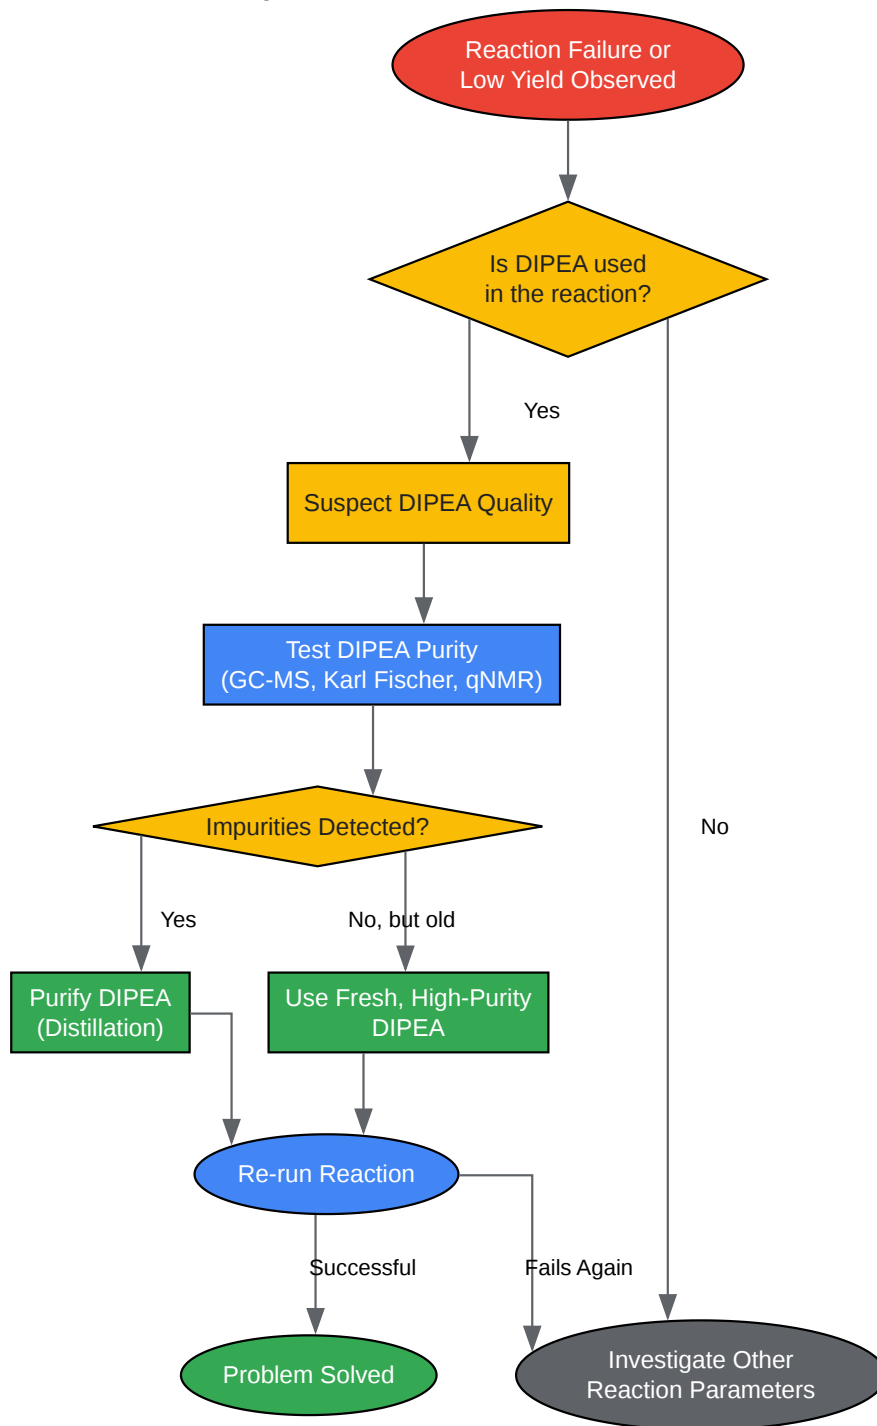 Reaction Failure or
Low Yield Observed
Is DIPEA used
in the reaction?
Yes
Suspect DIPEA Quality
Test DIPEA Purity
(GC-MS, Karl Fischer, qNMR)
No
Impurities Detected?
Yes
No, but old
Purify DIPEA
(Distillation)
Use Fresh, High-Purity
DIPEA
Re-run Reaction
Successful
Fails Again
Problem Solved
Investigate Other
Reaction Parameters